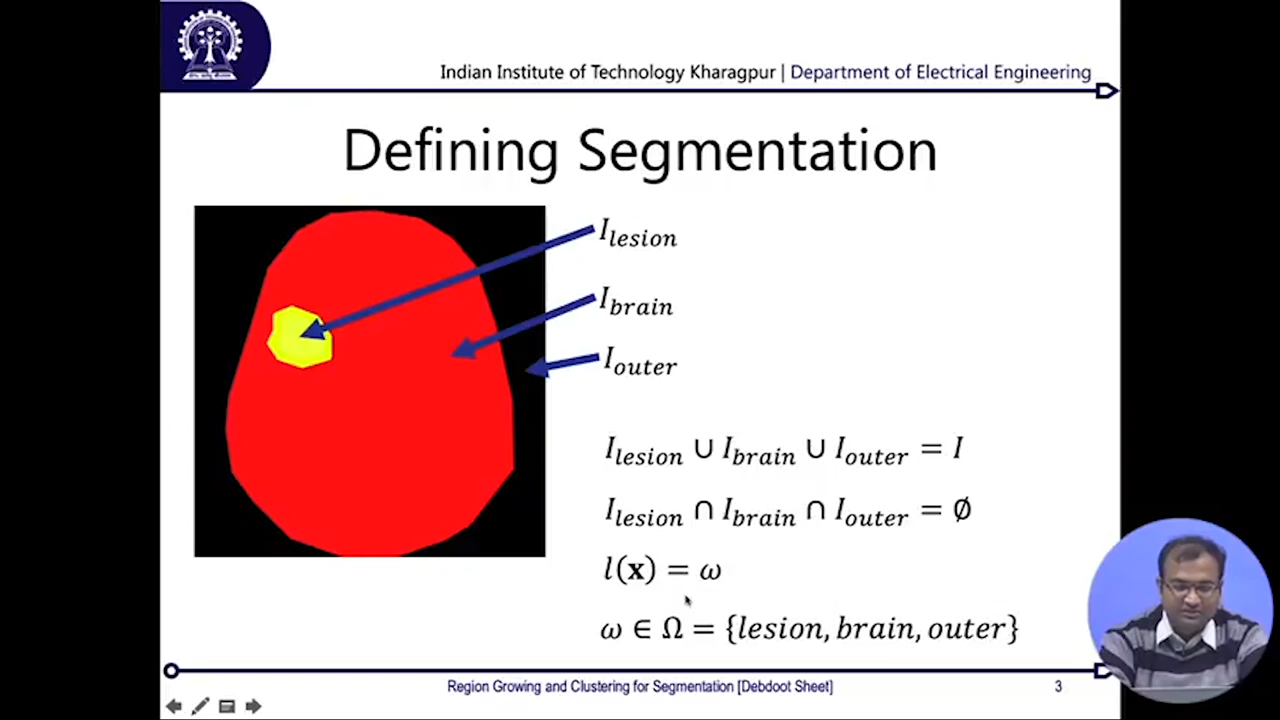 Indian Institute of Technology Kharagpur | Department of Electrical Engineering
Defining Segmentation
I_lesion
I_brain
I_outer
I_lesion ∪ I_brain ∪ I_outer = I
I_lesion ∩ I_brain ∩ I_outer = ∅
l(𝐱) = ω
ω ∈ Ω = {lesion, brain, outer}
Region Growing and Clustering for Segmentation [Debdoot Sheet]
3